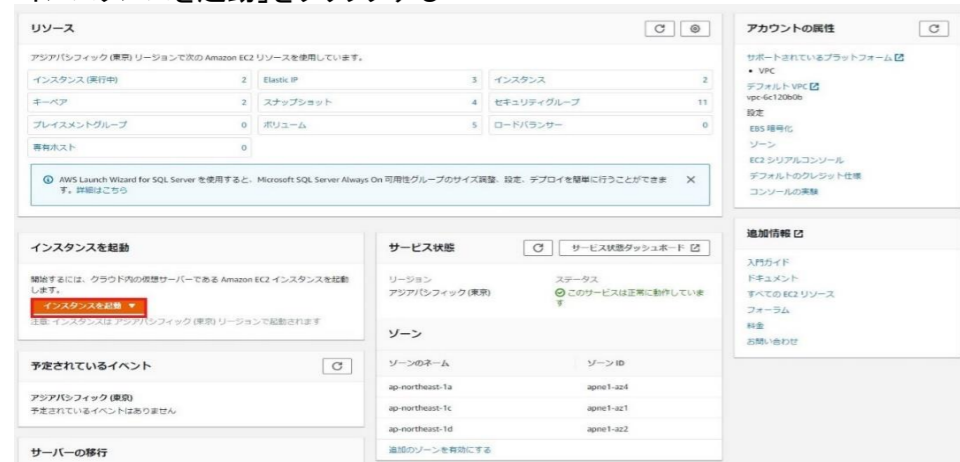 インスタンスを起動」をクリックする
リソース
アジアパシフィック (東京) リージョンで次の Amazon EC2 リソースを使用しています。
インスタンス (実行中) 2 Elastic IP 3 インスタンス 2
キーペア 2 スナップショット 4 セキュリティグループ 11
プレイスメントグループ 0 ボリューム 5 ロードバランサー 0
専有ホスト 0
AWS Launch Wizard for SQL Server を使用すると、Microsoft SQL Server Always On 可用性グループのサイズ調整、設定、デプロイを簡単に行うことができま
す。詳細はこちら
アカウントの属性
サポートされているプラットフォーム
VPC
デフォルト VPC
vpc-6c120b0b
設定
EBS 暗号化
ゾーン
EC2 シリアルコンソール
デフォルトのクレジット仕様
コンソールの実験
インスタンスを起動
開始するには、クラウド内の仮想サーバーである Amazon EC2 インスタンスを起動
します。
インスタンスを起動
注意: インスタンスは アジアパシフィック (東京) リージョンで起動されます
サービス状態
サービス状態ダッシュボード
リージョン ステータス
アジアパシフィック (東京) このサービスは正常に動作していま
す
ゾーン
ゾーンのネーム ゾーン ID
ap-northeast-1a apne1-az4
ap-northeast-1c apne1-az1
ap-northeast-1d apne1-az2
追加のゾーンを有効にする
予定されているイベント
アジアパシフィック (東京)
予定されているイベントはありません
サーバーの移行
追加情報
入門ガイド
ドキュメント
すべての EC2 リソース
フォーラム
料金
お問い合わせ